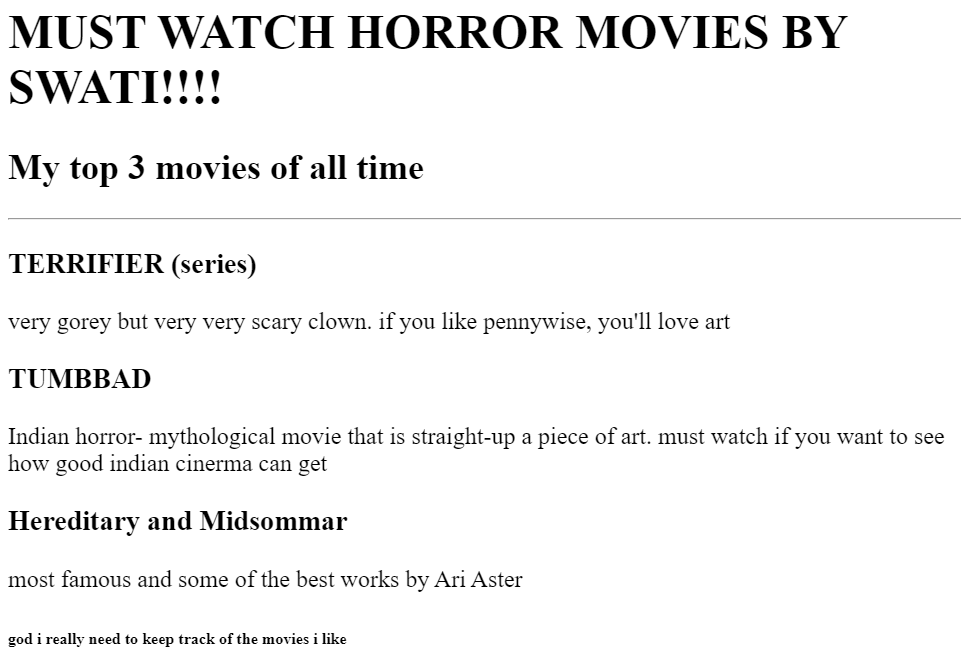 MUST WATCH HORROR MOVIES BY
SWATI!!!!
My top 3 movies of all time
TERRIFIER (series)
very gorey but very very scary clown. if you like pennywise, you'll love art
TUMBBAD
Indian horror- mythological movie that is straight-up a piece of art. must watch if you want to see
how good indian cinerma can get
Hereditary and Midsommar
most famous and some of the best works by Ari Aster
god i really need to keep track of the movies i like